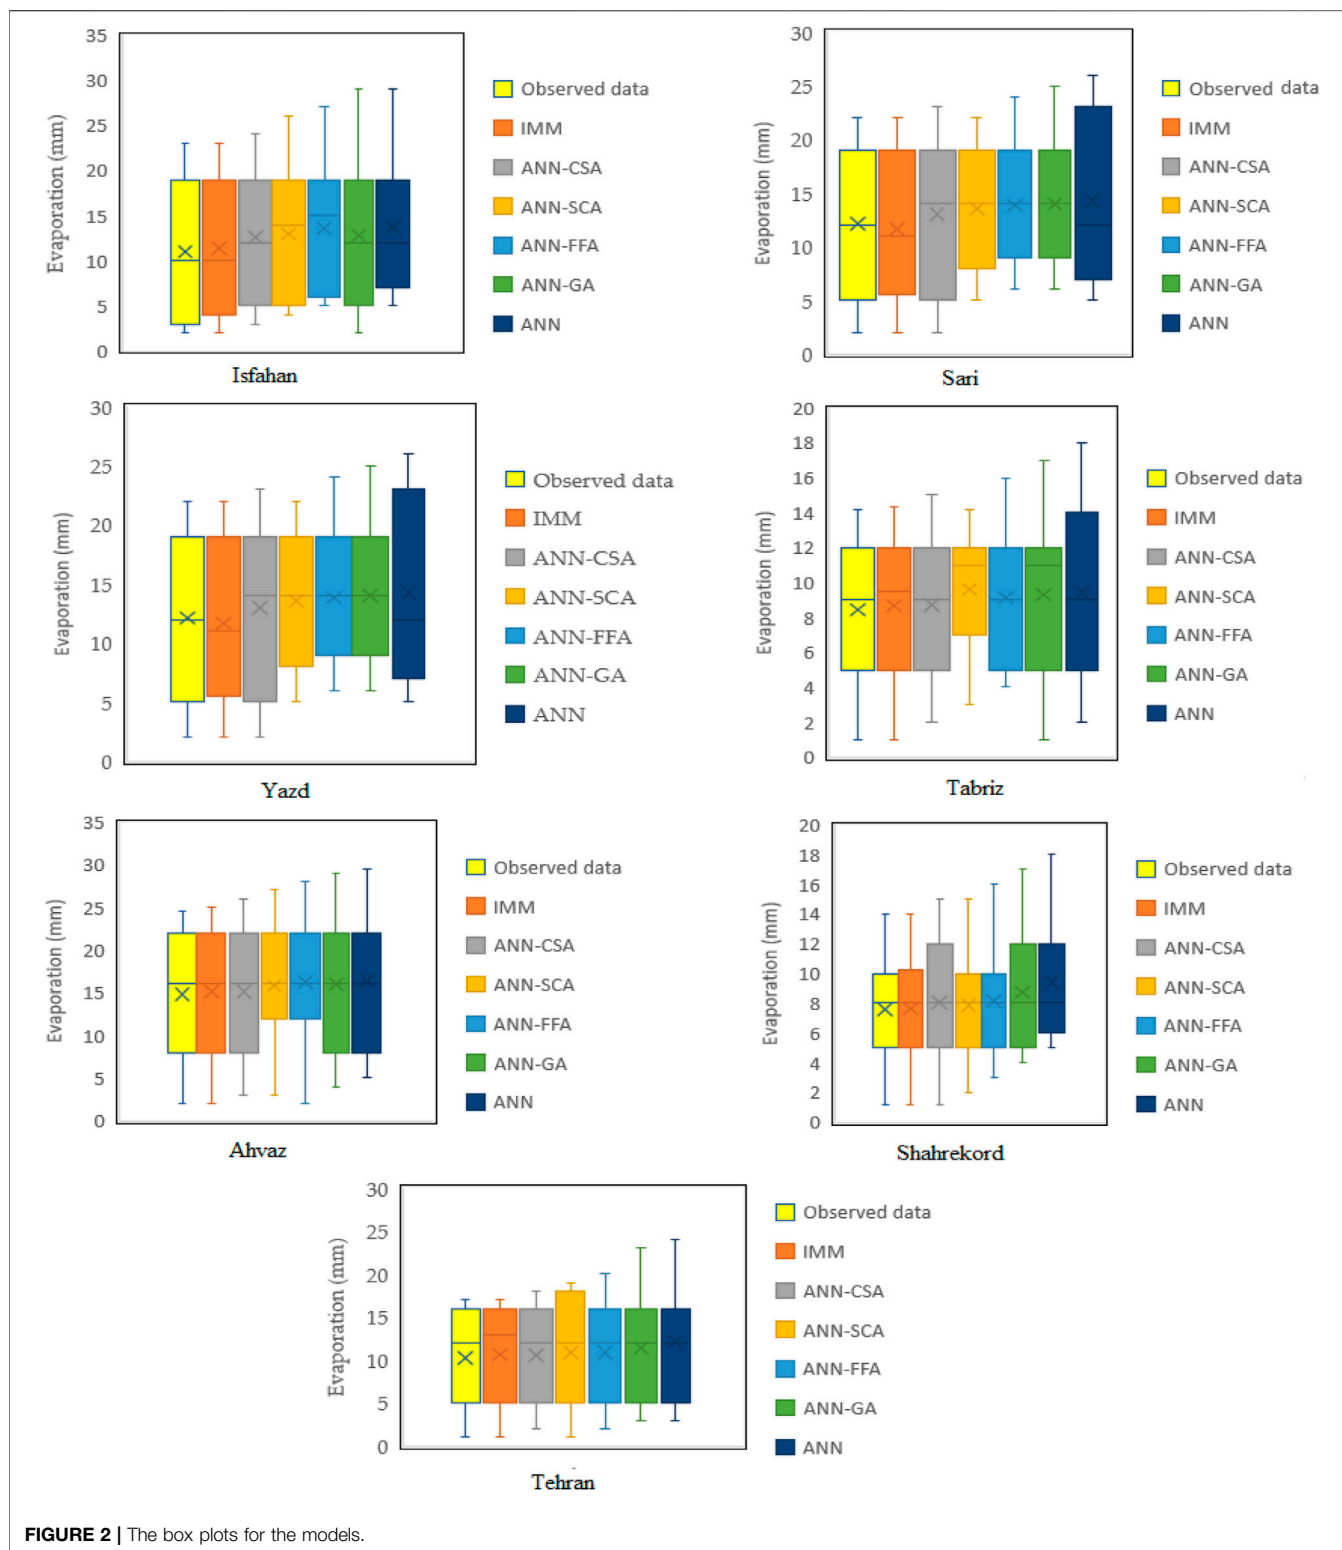 35
30
25
20
15
10
5
0
Evaporation (mm)
Observed data
IMM
ANN-CSA
ANN-SCA
ANN-FFA
ANN-GA
ANN
Isfahan
30
25
20
15
10
5
0
Evaporation (mm)
Observed data
IMM
ANN-CSA
ANN-SCA
ANN-FFA
ANN-GA
ANN
Sari
30
25
20
15
10
5
0
Evaporation (mm)
Observed data
IMM
ANN-CSA
ANN-SCA
ANN-FFA
ANN-GA
ANN
Yazd
20
18
16
14
12
10
8
6
4
2
0
Evaporation (mm)
Observed data
IMM
ANN-CSA
ANN-SCA
ANN-FFA
ANN-GA
ANN
Tabriz
35
30
25
20
15
10
5
0
Evaporation (mm)
Observed data
IMM
ANN-CSA
ANN-SCA
ANN-FFA
ANN-GA
ANN
Ahvaz
20
18
16
14
12
10
8
6
4
2
0
Evaporation (mm)
Observed data
IMM
ANN-CSA
ANN-SCA
ANN-FFA
ANN-GA
ANN
Shahrekord
30
25
20
15
10
5
0
Evaporation (mm)
Observed data
IMM
ANN-CSA
ANN-SCA
ANN-FFA
ANN-GA
ANN
Tehran
FIGURE 2 | The box plots for the models.